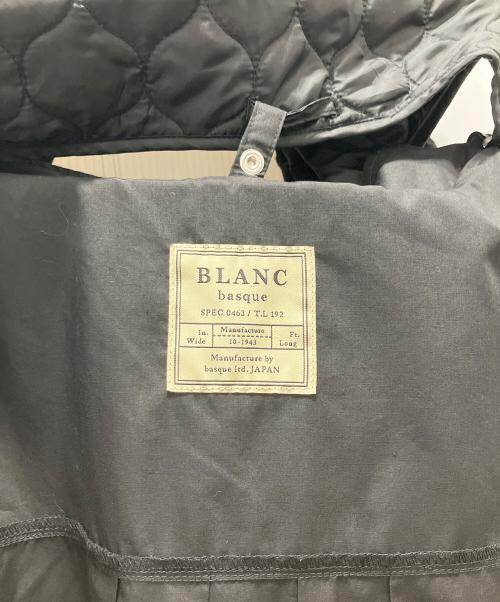 BLANC
basque
SPEC 0463 / T.L 192
In. Wide
Manufacture
10-1943
Ft. Long
Manufacture by
basque ltd. JAPAN